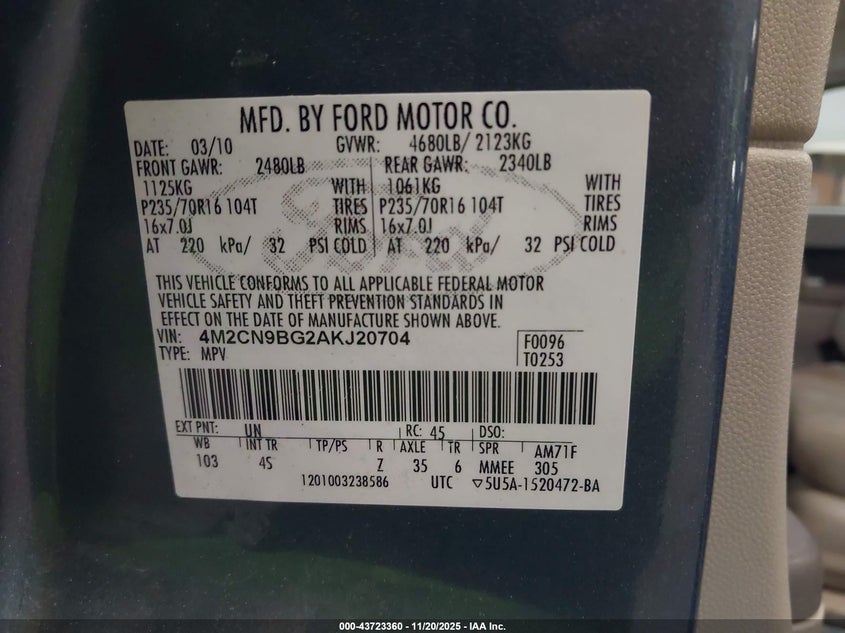 MFD. BY FORD MOTOR CO.
DATE: 03/10 GVWR: 4680LB/ 2123KG
FRONT GAWR: 2480LB REAR GAWR: 2340LB
1125KG WITH 1061KG WITH
P235/70R16 104T TIRES P235/70R16 104T TIRES
16x7.0J RIMS 16x7.0J RIMS
AT 220 kPa/ 32 PSI COLD AT 220 kPa/ 32 PSI COLD
Ford
THIS VEHICLE CONFORMS TO ALL APPLICABLE FEDERAL MOTOR
VEHICLE SAFETY AND THEFT PREVENTION STANDARDS IN
EFFECT ON THE DATE OF MANUFACTURE SHOWN ABOVE.
VIN: 4M2CN9BG2AKJ20704 F0096
TYPE: MPV T0253
EXT PNT: UN RC: 45 DSO:
WB INT TR TP/PS R AXLE TR SPR AM71F
103 4S Z 35 6 MMEE 305
1201003238586 UTC ▽5U5A-1520472-BA
000-43723360 - 11/20/2025 - IAA Inc.